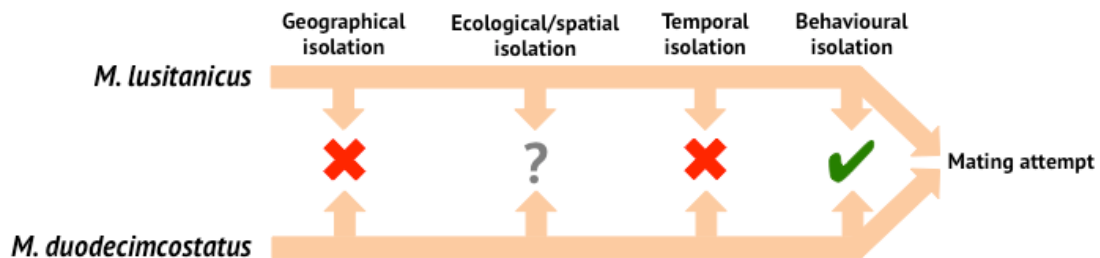 Geographical
isolation
Ecological/spatial
isolation
Temporal
isolation
Behavioural
isolation
M. lusitanicus
?
Mating attempt
M. duodecimcostatus